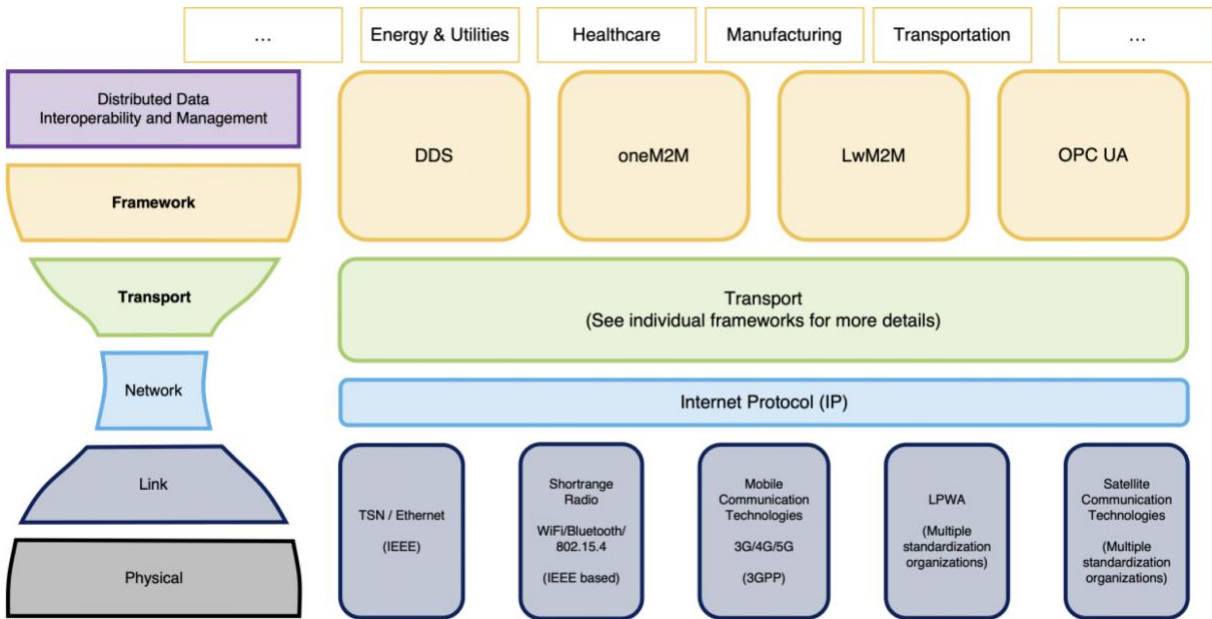 ...
Energy & Utilities
Healthcare
Manufacturing
Transportation
...
Distributed Data
Interoperability and Management
Framework
Transport
Network
Link
Physical
DDS
oneM2M
LwM2M
OPC UA
Transport
(See individual frameworks for more details)
Internet Protocol (IP)
TSN / Ethernet
(IEEE)
Shortrange
Radio
WiFi/Bluetooth/
802.15.4
(IEEE based)
Mobile
Communication
Technologies
3G/4G/5G
(3GPP)
LPWA
(Multiple
standardization
organizations)
Satellite
Communication
Technologies
(Multiple
standardization
organizations)